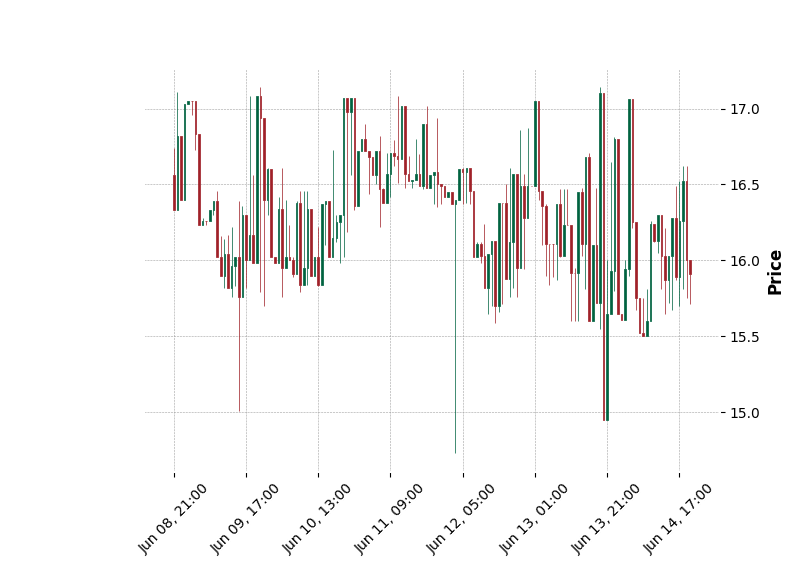 17.0
16.5
16.0
15.5
15.0
Price
Jun 08, 21:00
Jun 09, 17:00
Jun 10, 13:00
Jun 11, 09:00
Jun 12, 05:00
Jun 13, 01:00
Jun 13, 21:00
Jun 14, 17:00